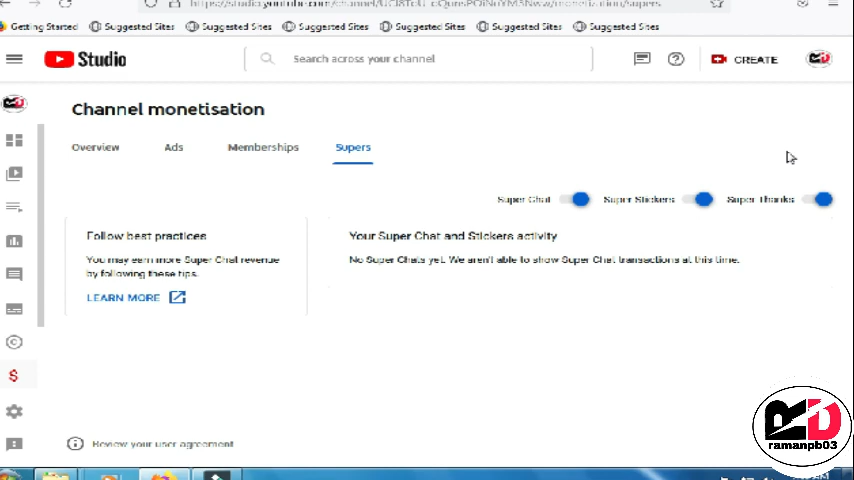 Getting Started Suggested Sites Suggested Sites Suggested Sites Suggested Sites Suggested Sites Suggested Sites
Studio
Search across your channel
CREATE
Channel monetisation
Overview Ads Memberships Supers
Super Chat Super Stickers Super Thanks
Follow best practices
You may earn more Super Chat revenue
by following these tips.
LEARN MORE
Your Super Chat and Stickers activity
No Super Chats yet. We aren't able to show Super Chat transactions at this time.
Review your user agreement
RD
ramanpb03